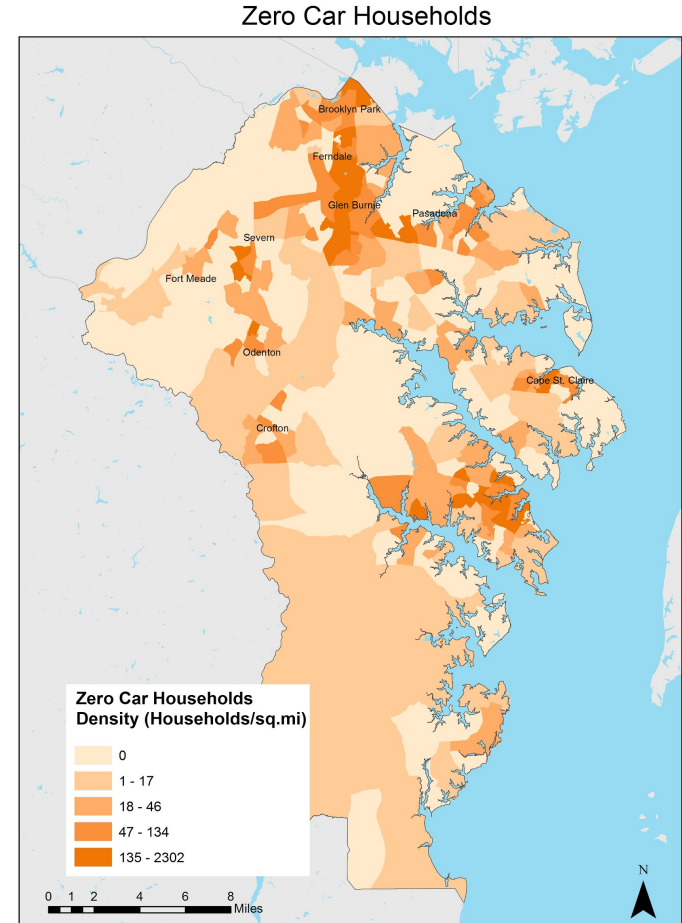 Zero Car Households
Brooklyn Park
Ferndale
Glen Burnie
Pasadena
Severn
Fort Meade
Odenton
Cape St. Claire
Crofton
Zero Car Households
Density (Households/sq.mi)
0
1 - 17
18 - 46
47 - 134
135 - 2302
0 1 2 4 6 8
Miles
N